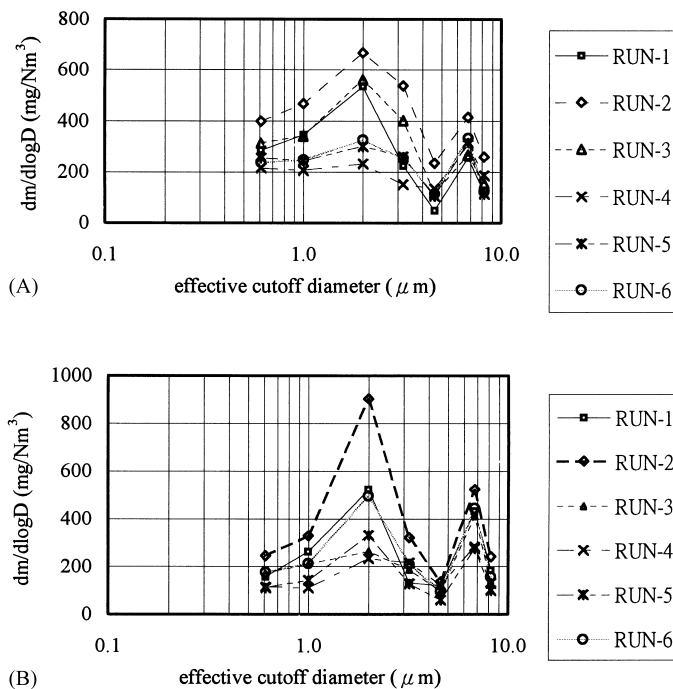 800
600
400
200
0
dm/dlogD (mg/Nm³)
0.1
1.0
10.0
(A)
effective cutoff diameter ( μ m)
RUN-1
RUN-2
RUN-3
RUN-4
RUN-5
RUN-6
1000
800
600
400
200
0
dm/dlogD (mg/Nm³)
0.1
1.0
10.0
(B)
effective cutoff diameter ( μ m)
RUN-1
RUN-2
RUN-3
RUN-4
RUN-5
RUN-6